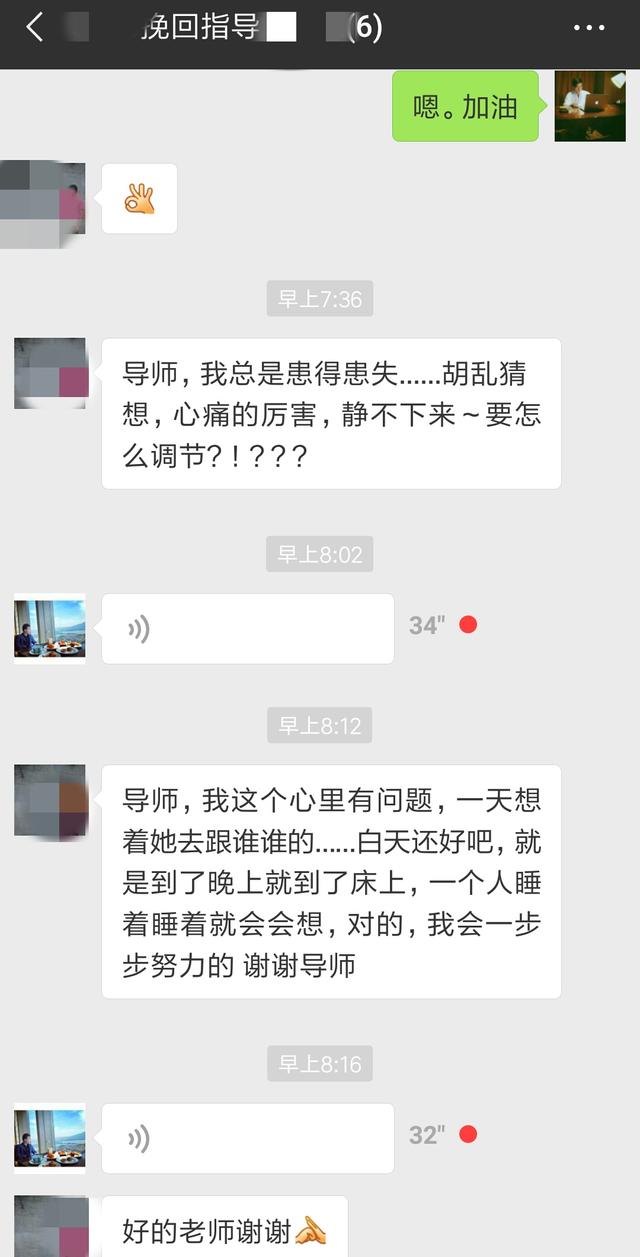 挽回指导 (6)
嗯。加油
早上7:36
导师，我总是患得患失......胡乱猜
想，心痛的厉害，静不下来～要怎
么调节？！？？？
早上8:02
34"
早上8:12
导师，我这个心里有问题，一天想
着她去跟谁谁的......白天还好吧，就
是到了晚上就到了床上，一个人睡
着睡着就会会想，对的，我会一步
步努力的 谢谢导师
早上8:16
32"
好的老师谢谢